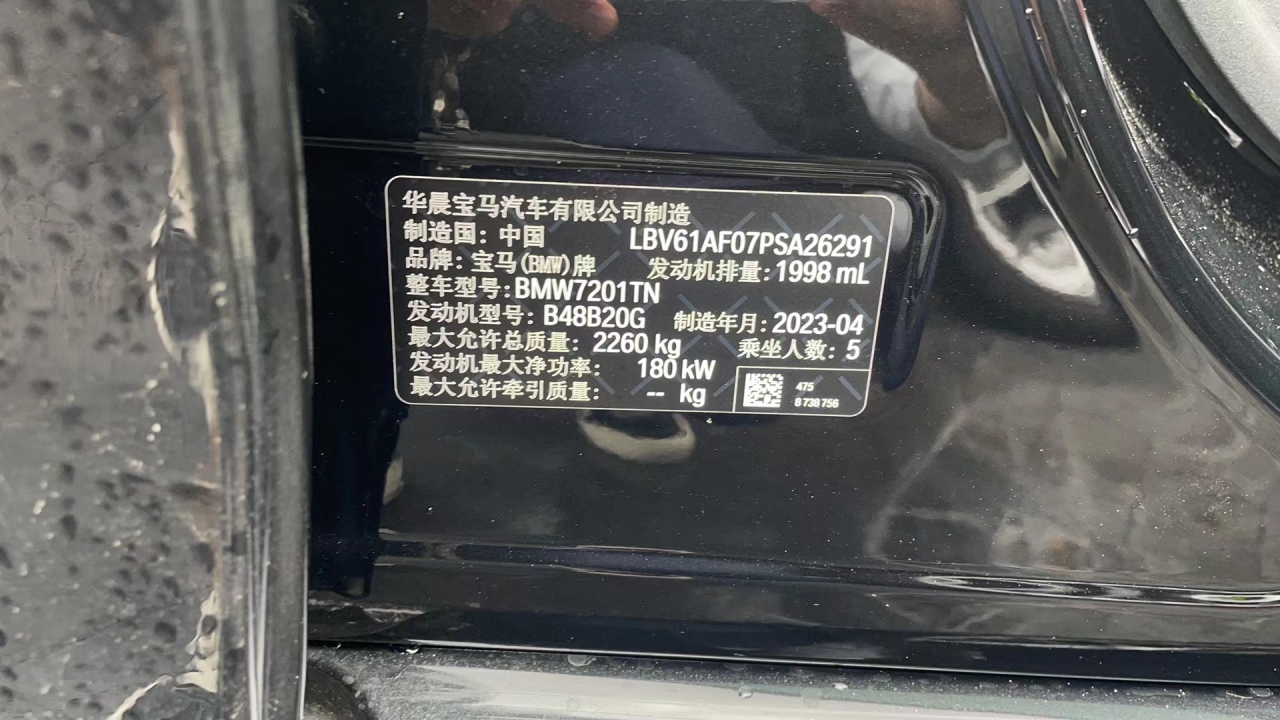 华晨宝马汽车有限公司制造
制造国：中国 LBV61AF07PSA26291
品牌：宝马(BMW)牌 发动机排量：1998 mL
整车型号：BMW7201TN
发动机型号：B48B20G 制造年月：2023-04
最大允许总质量：2260 kg 乘坐人数：5
发动机最大净功率：180 kW
最大允许牵引质量：-- kg
475
8 738 756